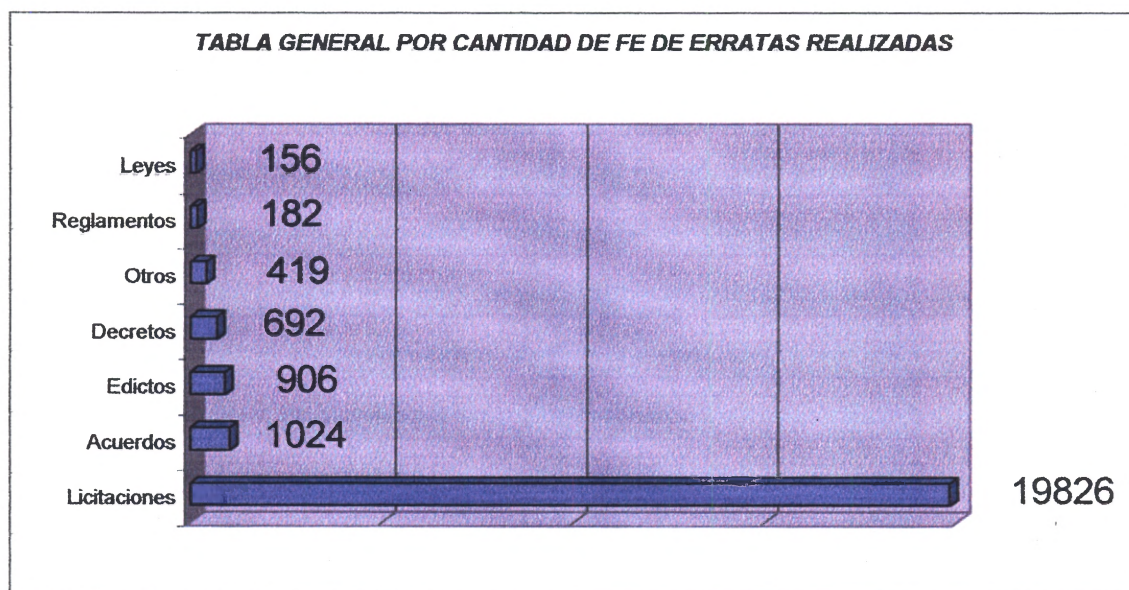 TABLA GENERAL POR CANTIDAD DE FE DE ERRATAS REALIZADAS
Leyes 156
Reglamentos 182
Otros 419
Decretos 692
Edictos 906
Acuerdos 1024
Licitaciones 19826